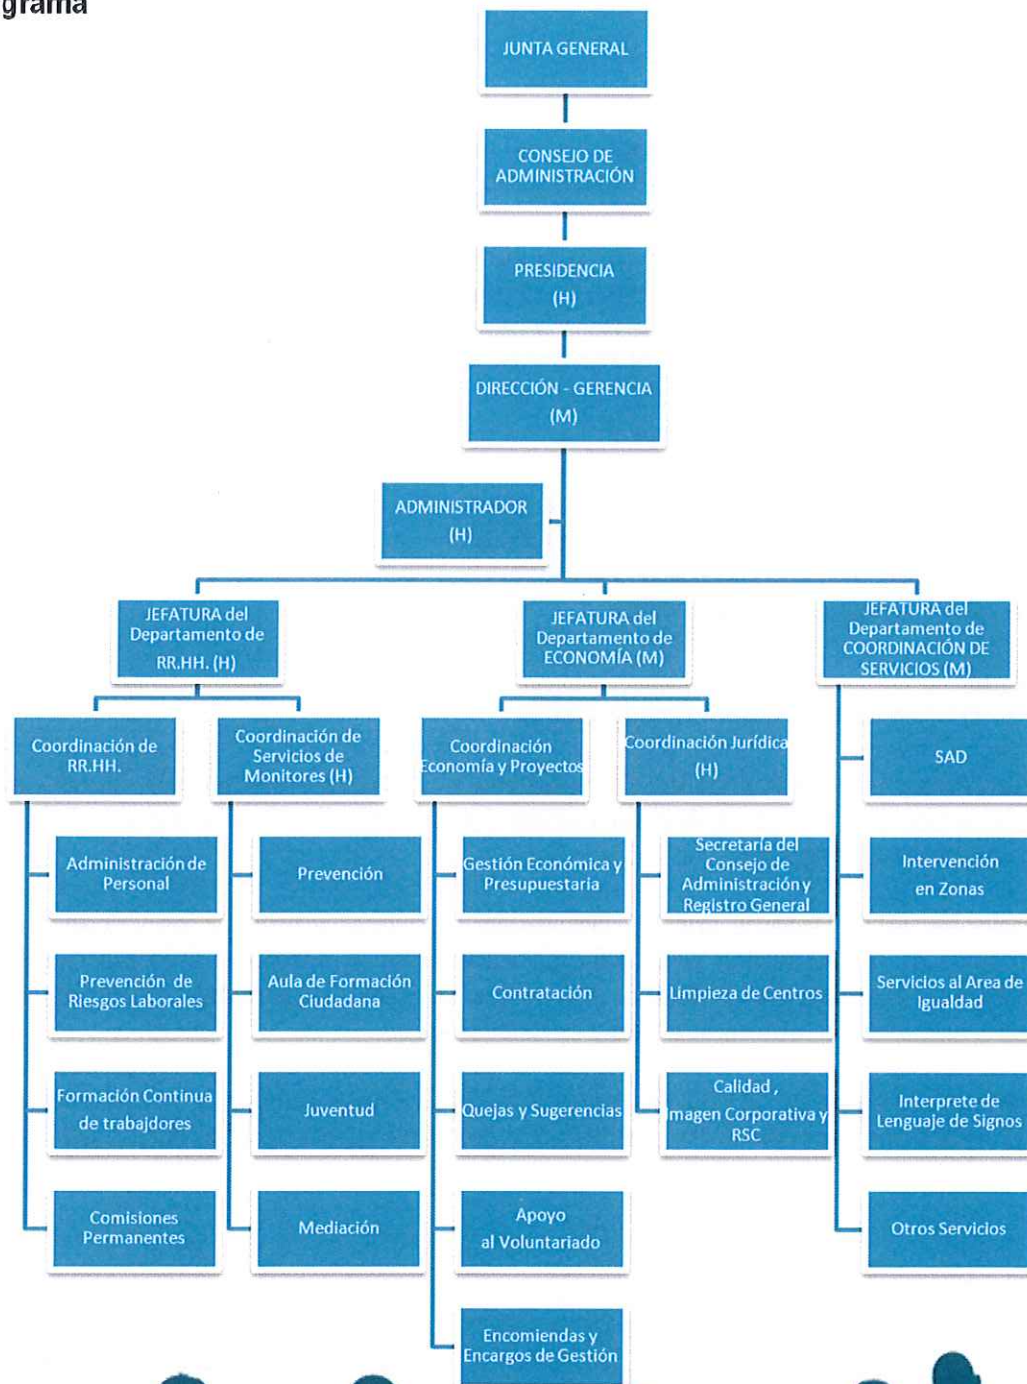 grama
JUNTA GENERAL
CONSEJO DE
ADMINISTRACIÓN
PRESIDENCIA
(H)
DIRECCIÓN - GERENCIA
(M)
ADMINISTRADOR
(H)
JEFATURA del
Departamento de
RR.HH. (H)
JEFATURA del
Departamento de
ECONOMÍA (M)
JEFATURA del
Departamento de
COORDINACIÓN DE
SERVICIOS (M)
Coordinación de
RR.HH.
Coordinación de
Servicios de
Monitores (H)
Coordinación
Economía y Proyectos
Coordinación Jurídica
(H)
SAD
Administración de
Personal
Prevención
Gestión Económica y
Presupuestaria
Secretaría del
Consejo de
Administración y
Registro General
Intervención
en Zonas
Prevención de
Riesgos Laborales
Aula de Formación
Ciudadana
Contratación
Limpieza de Centros
Servicios al Area de
Igualdad
Formación Continua
de trabajdores
Juventud
Quejas y Sugerencias
Calidad ,
magen Corporativa y
RSC
Interprete de
Lenguaje de Signos
Comisiones
Permanentes
Mediación
Apoyo
al Voluntariado
Otros Servicios
Encomiendas y
Encargos de Gestión